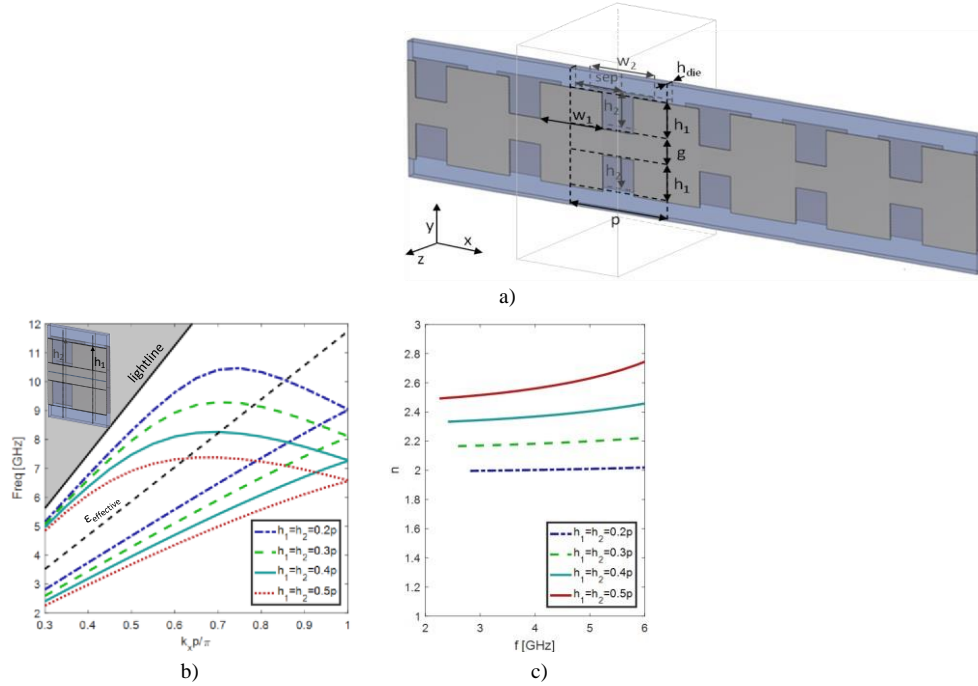 w₂
h_die
sep
h₂
h₁
w₁
g
h₂
h₁
p
y
x
z
a)
12
11
10
9
8
7
6
5
4
3
2
Freq [GHz]
h₂
h₁
lightline
ε_effective
h₁=h₂=0.2p
h₁=h₂=0.3p
h₁=h₂=0.4p
h₁=h₂=0.5p
0.3 0.4 0.5 0.6 0.7 0.8 0.9 1
kₓp/π
b)
3
2.8
2.6
2.4
2.2
2
1.8
1.6
1.4
1.2
1
n
h₁=h₂=0.2p
h₁=h₂=0.3p
h₁=h₂=0.4p
h₁=h₂=0.5p
2 3 4 5 6
f [GHz]
c)